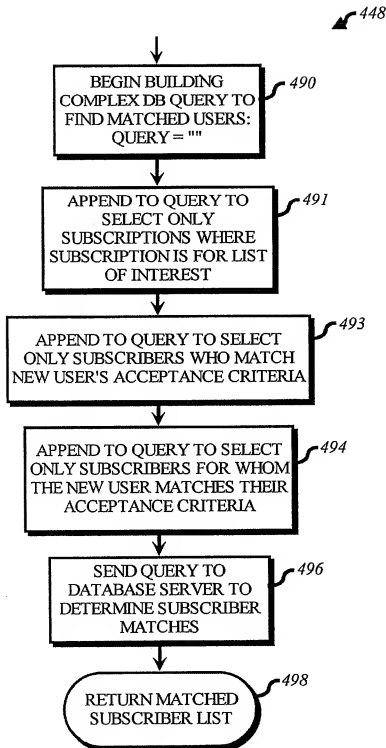 448
BEGIN BUILDING
COMPLEX DB QUERY TO
FIND MATCHED USERS:
QUERY = ""
490
APPEND TO QUERY TO
SELECT ONLY
SUBSCRIPTIONS WHERE
SUBSCRIPTION IS FOR LIST
OF INTEREST
491
APPEND TO QUERY TO SELECT
ONLY SUBSCRIBERS WHO MATCH
NEW USER'S ACCEPTANCE CRITERIA
493
APPEND TO QUERY TO SELECT
ONLY SUBSCRIBERS FOR WHOM
THE NEW USER MATCHES THEIR
ACCEPTANCE CRITERIA
494
SEND QUERY TO
DATABASE SERVER TO
DETERMINE SUBSCRIBER
MATCHES
496
RETURN MATCHED
SUBSCRIBER LIST
498